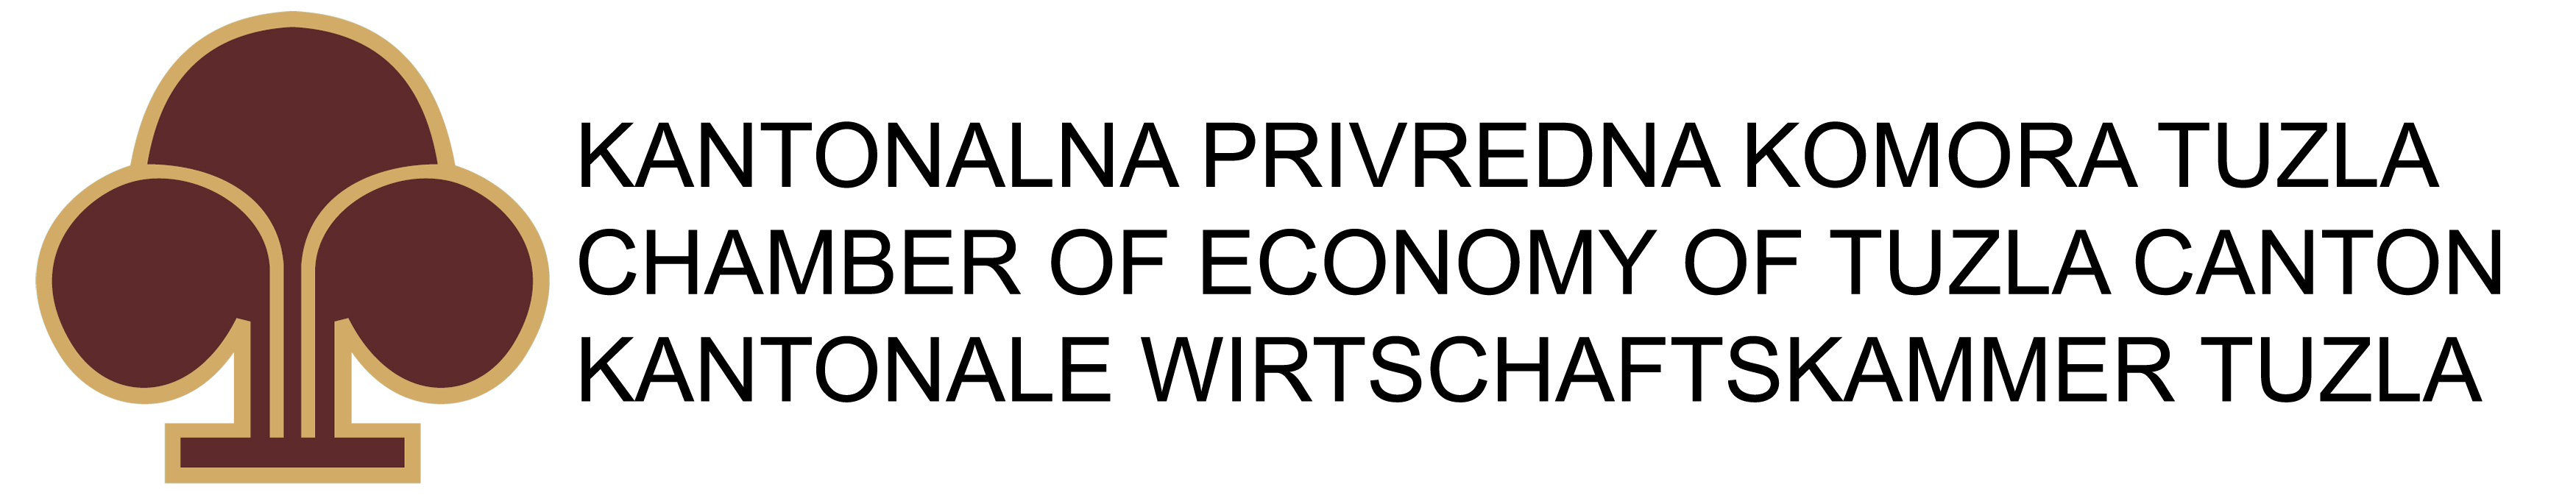 KANTONALNA PRIVREDNA KOMORA TUZLA
CHAMBER OF ECONOMY OF TUZLA CANTON
KANTONALE WIRTSCHAFTSKAMMER TUZLA